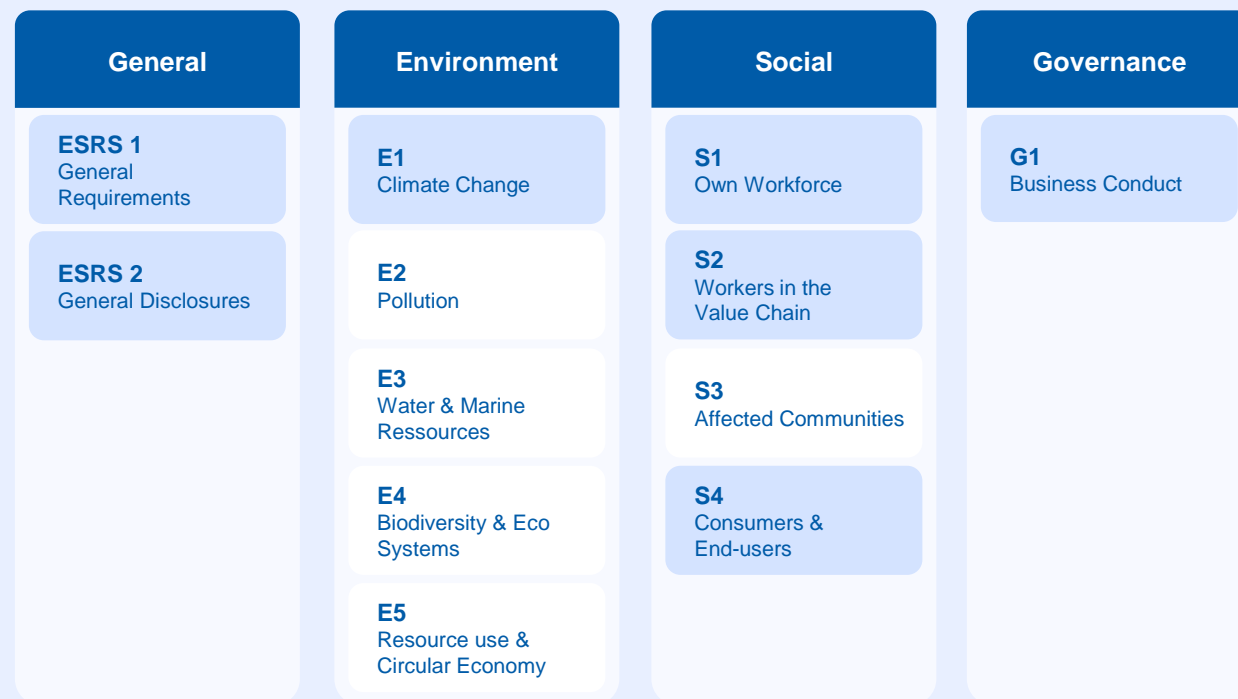 General
ESRS 1
General
Requirements
ESRS 2
General Disclosures
Environment
E1
Climate Change
E2
Pollution
E3
Water & Marine
Ressources
E4
Biodiversity & Eco
Systems
E5
Resource use &
Circular Economy
Social
S1
Own Workforce
S2
Workers in the
Value Chain
S3
Affected Communities
S4
Consumers &
End-users
Governance
G1
Business Conduct